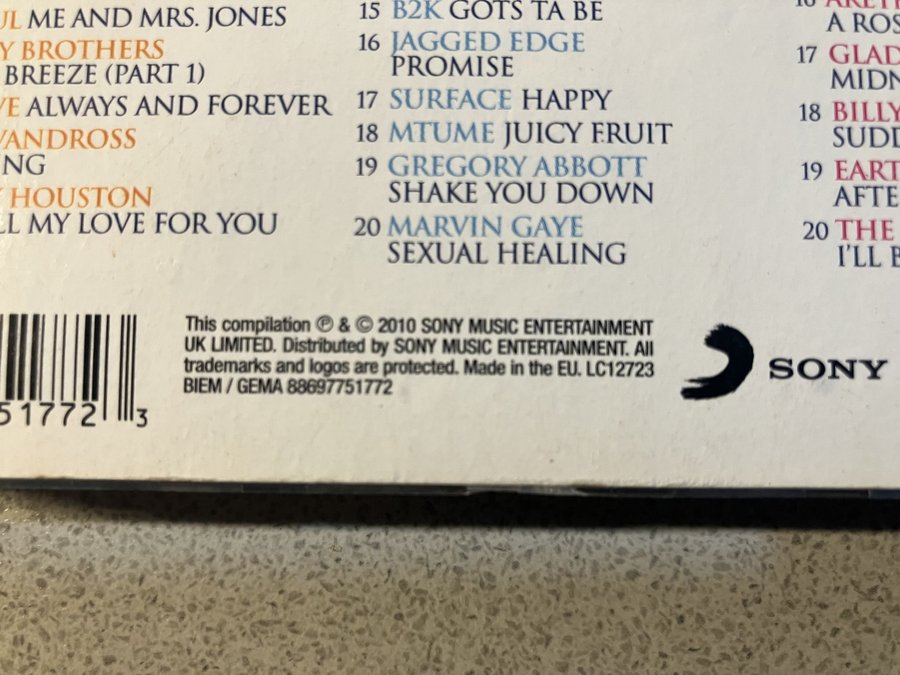 ME AND MRS. JONES
BROTHERS
BREEZE (PART 1)
ALWAYS AND FOREVER
VANDROSS
HOUSTON
MY LOVE FOR YOU
15 B2K GOTS TA BE
16 JAGGED EDGE
PROMISE
17 SURFACE HAPPY
18 MTUME JUICY FRUIT
19 GREGORY ABBOTT
SHAKE YOU DOWN
20 MARVIN GAYE
SEXUAL HEALING
A
17
18 BILLY
19
20 THE
I'LL
51772 3
This compilation ℗ & © 2010 SONY MUSIC ENTERTAINMENT
UK LIMITED. Distributed by SONY MUSIC ENTERTAINMENT. All
trademarks and logos are protected. Made in the EU. LC12723
BIEM / GEMA 88697751772
SONY